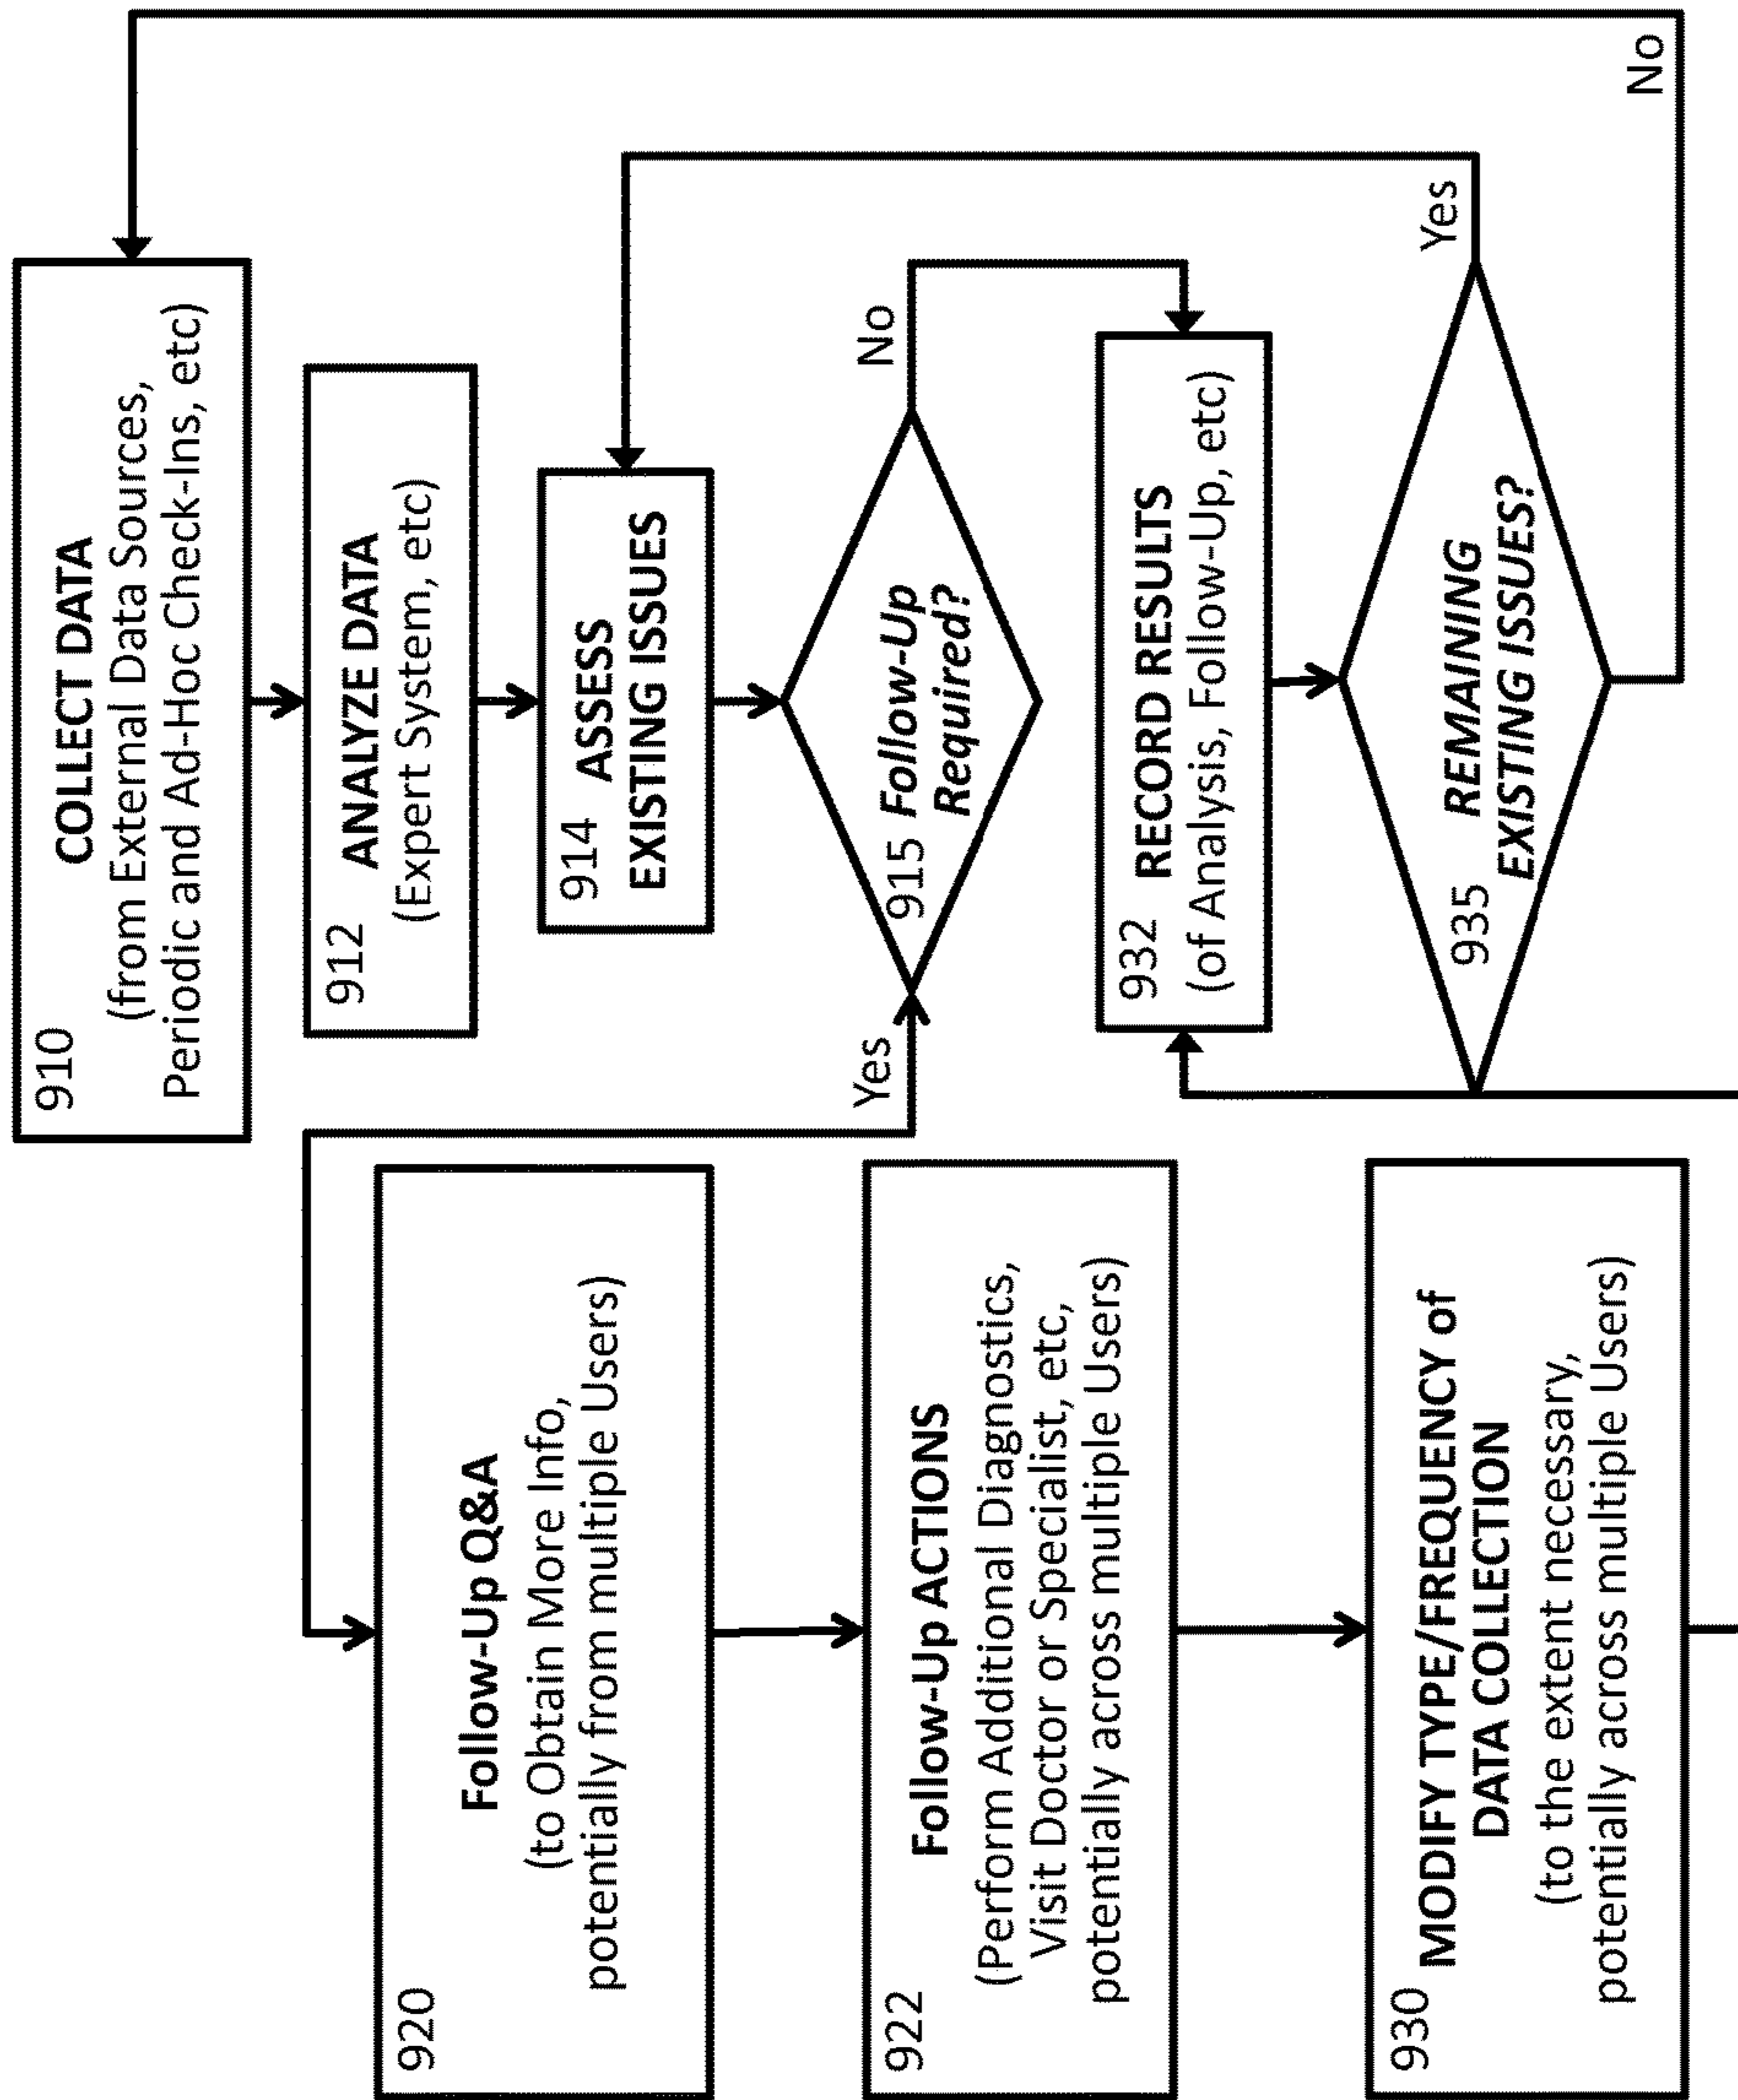 910
COLLECT DATA
(from External Data Sources,
Periodic and Ad-Hoc Check-Ins, etc)
912
ANALYZE DATA
(Expert System, etc)
914 ASSESS
EXISTING ISSUES
915 Follow-Up
Required?
Yes
No
920
Follow-Up Q&A
(to Obtain More Info,
potentially from multiple Users)
922
Follow-Up ACTIONS
(Perform Additional Diagnostics,
Visit Doctor or Specialist, etc,
potentially across multiple Users)
930
MODIFY TYPE/FREQUENCY of
DATA COLLECTION
(to the extent necessary,
potentially across multiple Users)
932
RECORD RESULTS
(of Analysis, Follow-Up, etc)
935
REMAINING
EXISTING ISSUES?
Yes
No